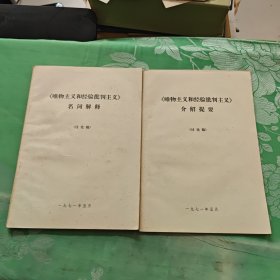 《唯物主义和经验批判主义》
名词解释
（讨论稿）
一九七一年五月
《唯物主义和经验批判主义》
介绍提要
（讨论稿）
一九七一年五月